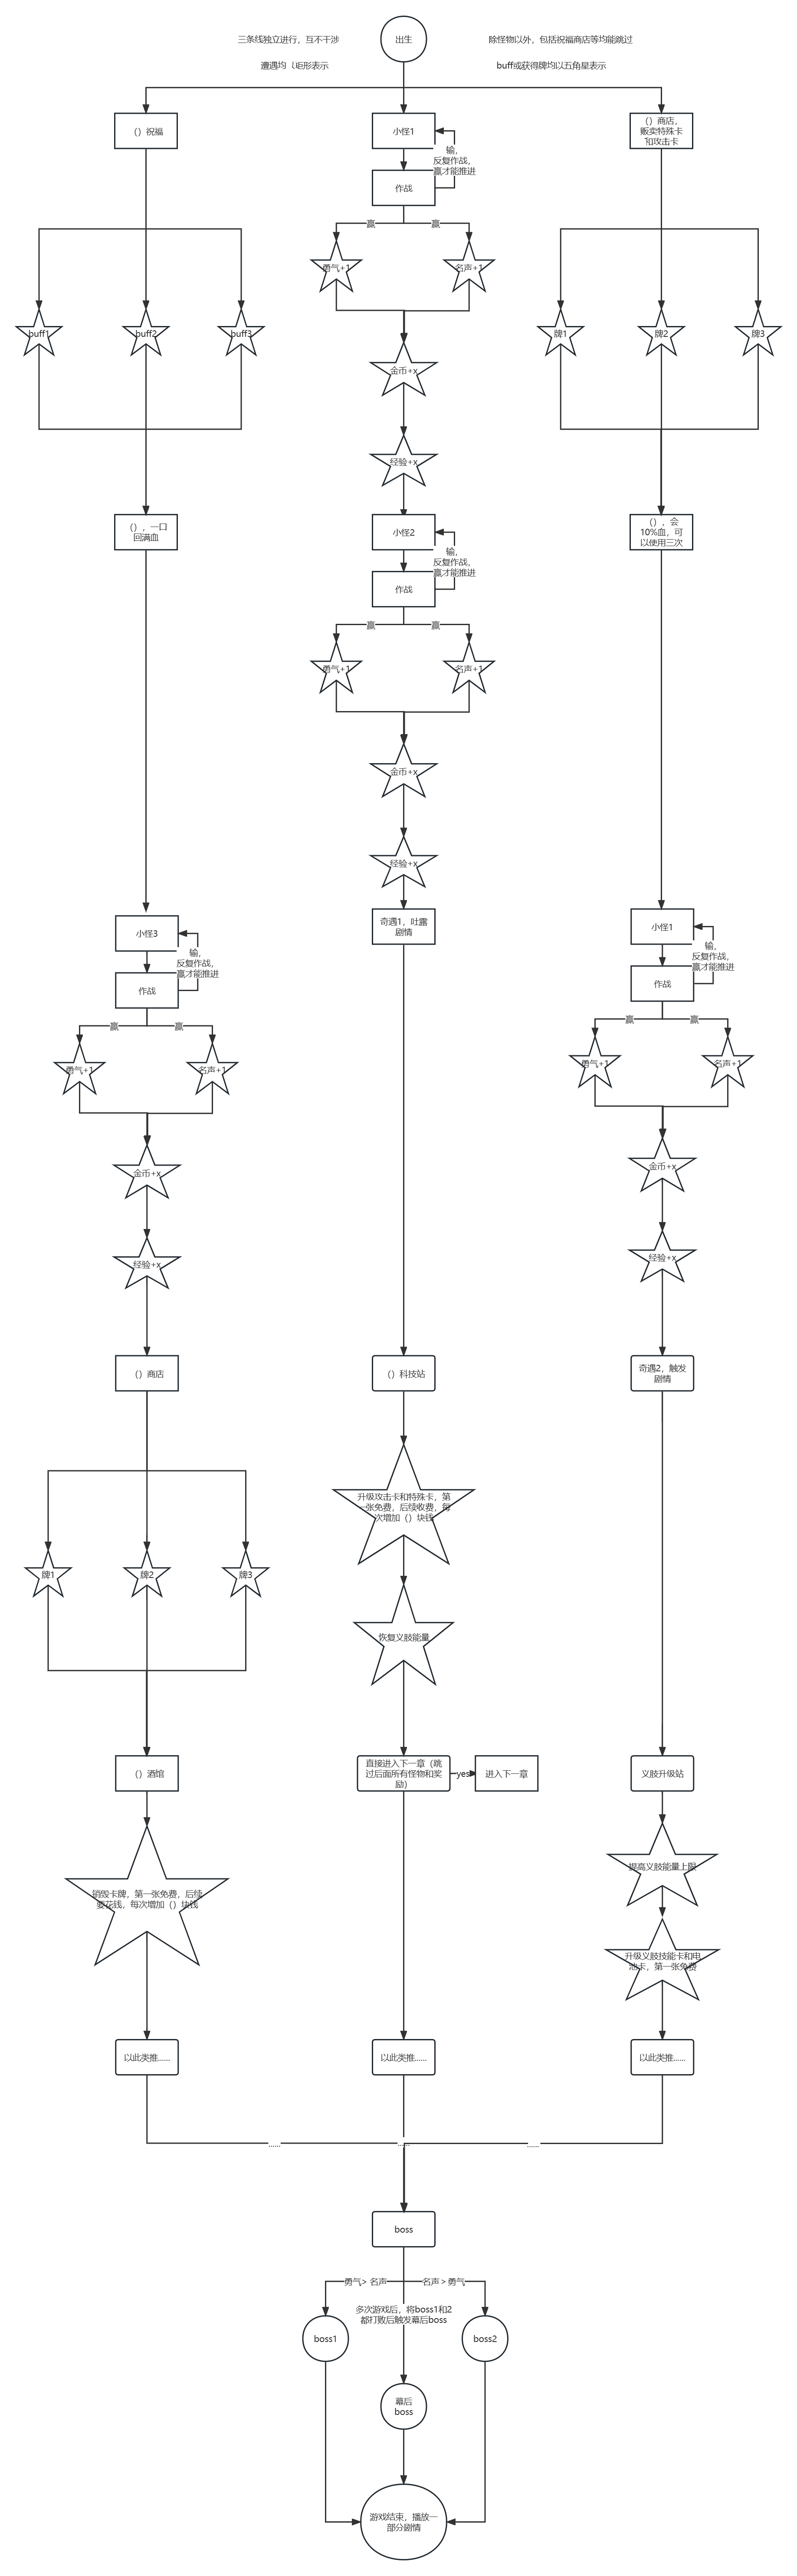 三条线独立进行，互不干涉
出生
除怪物以外，包括祝福商店等均能跳过
遭遇均以矩形表示
buff或获得牌均以五角星表示
（）祝福
小怪1
（）商店，
贩卖特殊卡
和攻击卡
输，
反复作战，
赢才能推进
作战
赢
赢
勇气+1
名声+1
buff1
buff2
buff3
牌1
牌2
牌3
金币+x
经验+x
（），一口
回满血
小怪2
（），会
10%血，可
以使用三次
输，
反复作战，
赢才能推进
作战
赢
赢
勇气+1
名声+1
金币+x
经验+x
小怪3
奇遇1，吐露
剧情
小怪1
输，
反复作战，
赢才能推进
输，
反复作战，
赢才能推进
作战
作战
赢
赢
赢
赢
勇气+1
名声+1
勇气+1
名声+1
金币+x
金币+x
经验+x
经验+x
（）商店
（）科技站
奇遇2，触发
剧情
升级攻击卡和特殊卡，第
一张免费，后续收费，每
次增加（）块钱
牌1
牌2
牌3
恢复义肢能量
（）酒馆
直接进入下一章（跳
过后面所有怪物和奖
励）
yes
进入下一章
义肢升级站
提高义肢能量上限
销毁卡牌，第一张免费，后续
要花钱，每次增加（）块钱
升级义肢技能卡和电
池卡，第一张免费
以此类推......
以此类推......
以此类推......
......
......
......
boss
勇气> 名声
名声 > 勇气
多次游戏后，将boss1和2
都打败后触发幕后boss
boss1
boss2
幕后
boss
游戏结束，播放一
部分剧情